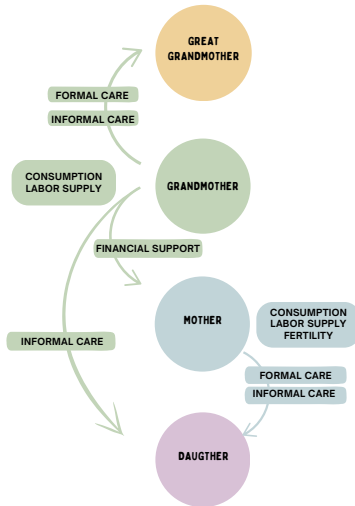 GREAT
GRANDMOTHER
FORMAL CARE
INFORMAL CARE
CONSUMPTION
LABOR SUPPLY
GRANDMOTHER
FINANCIAL SUPPORT
MOTHER
CONSUMPTION
LABOR SUPPLY
FERTILITY
INFORMAL CARE
FORMAL CARE
INFORMAL CARE
DAUGTHER